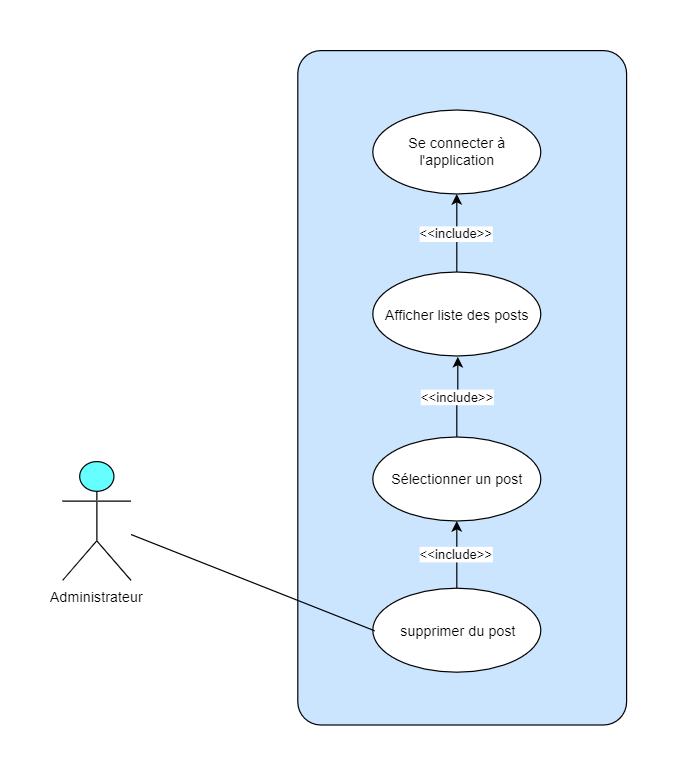 Se connecter à
l'application
<<include>>
Afficher liste des posts
<<include>>
Sélectionner un post
<<include>>
Administrateur
supprimer du post